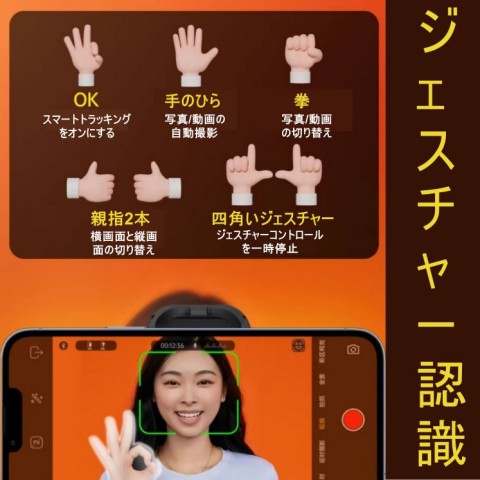 ジェスチャー認識
OK
スマートトラッキング
をオンにする
手のひら
写真/動画の
自動撮影
拳
写真/動画
の切り替え
親指2本
横画面と縦画
面の切り替え
四角いジェスチャー
ジェスチャーコントロール
を一時停止
00:12:36